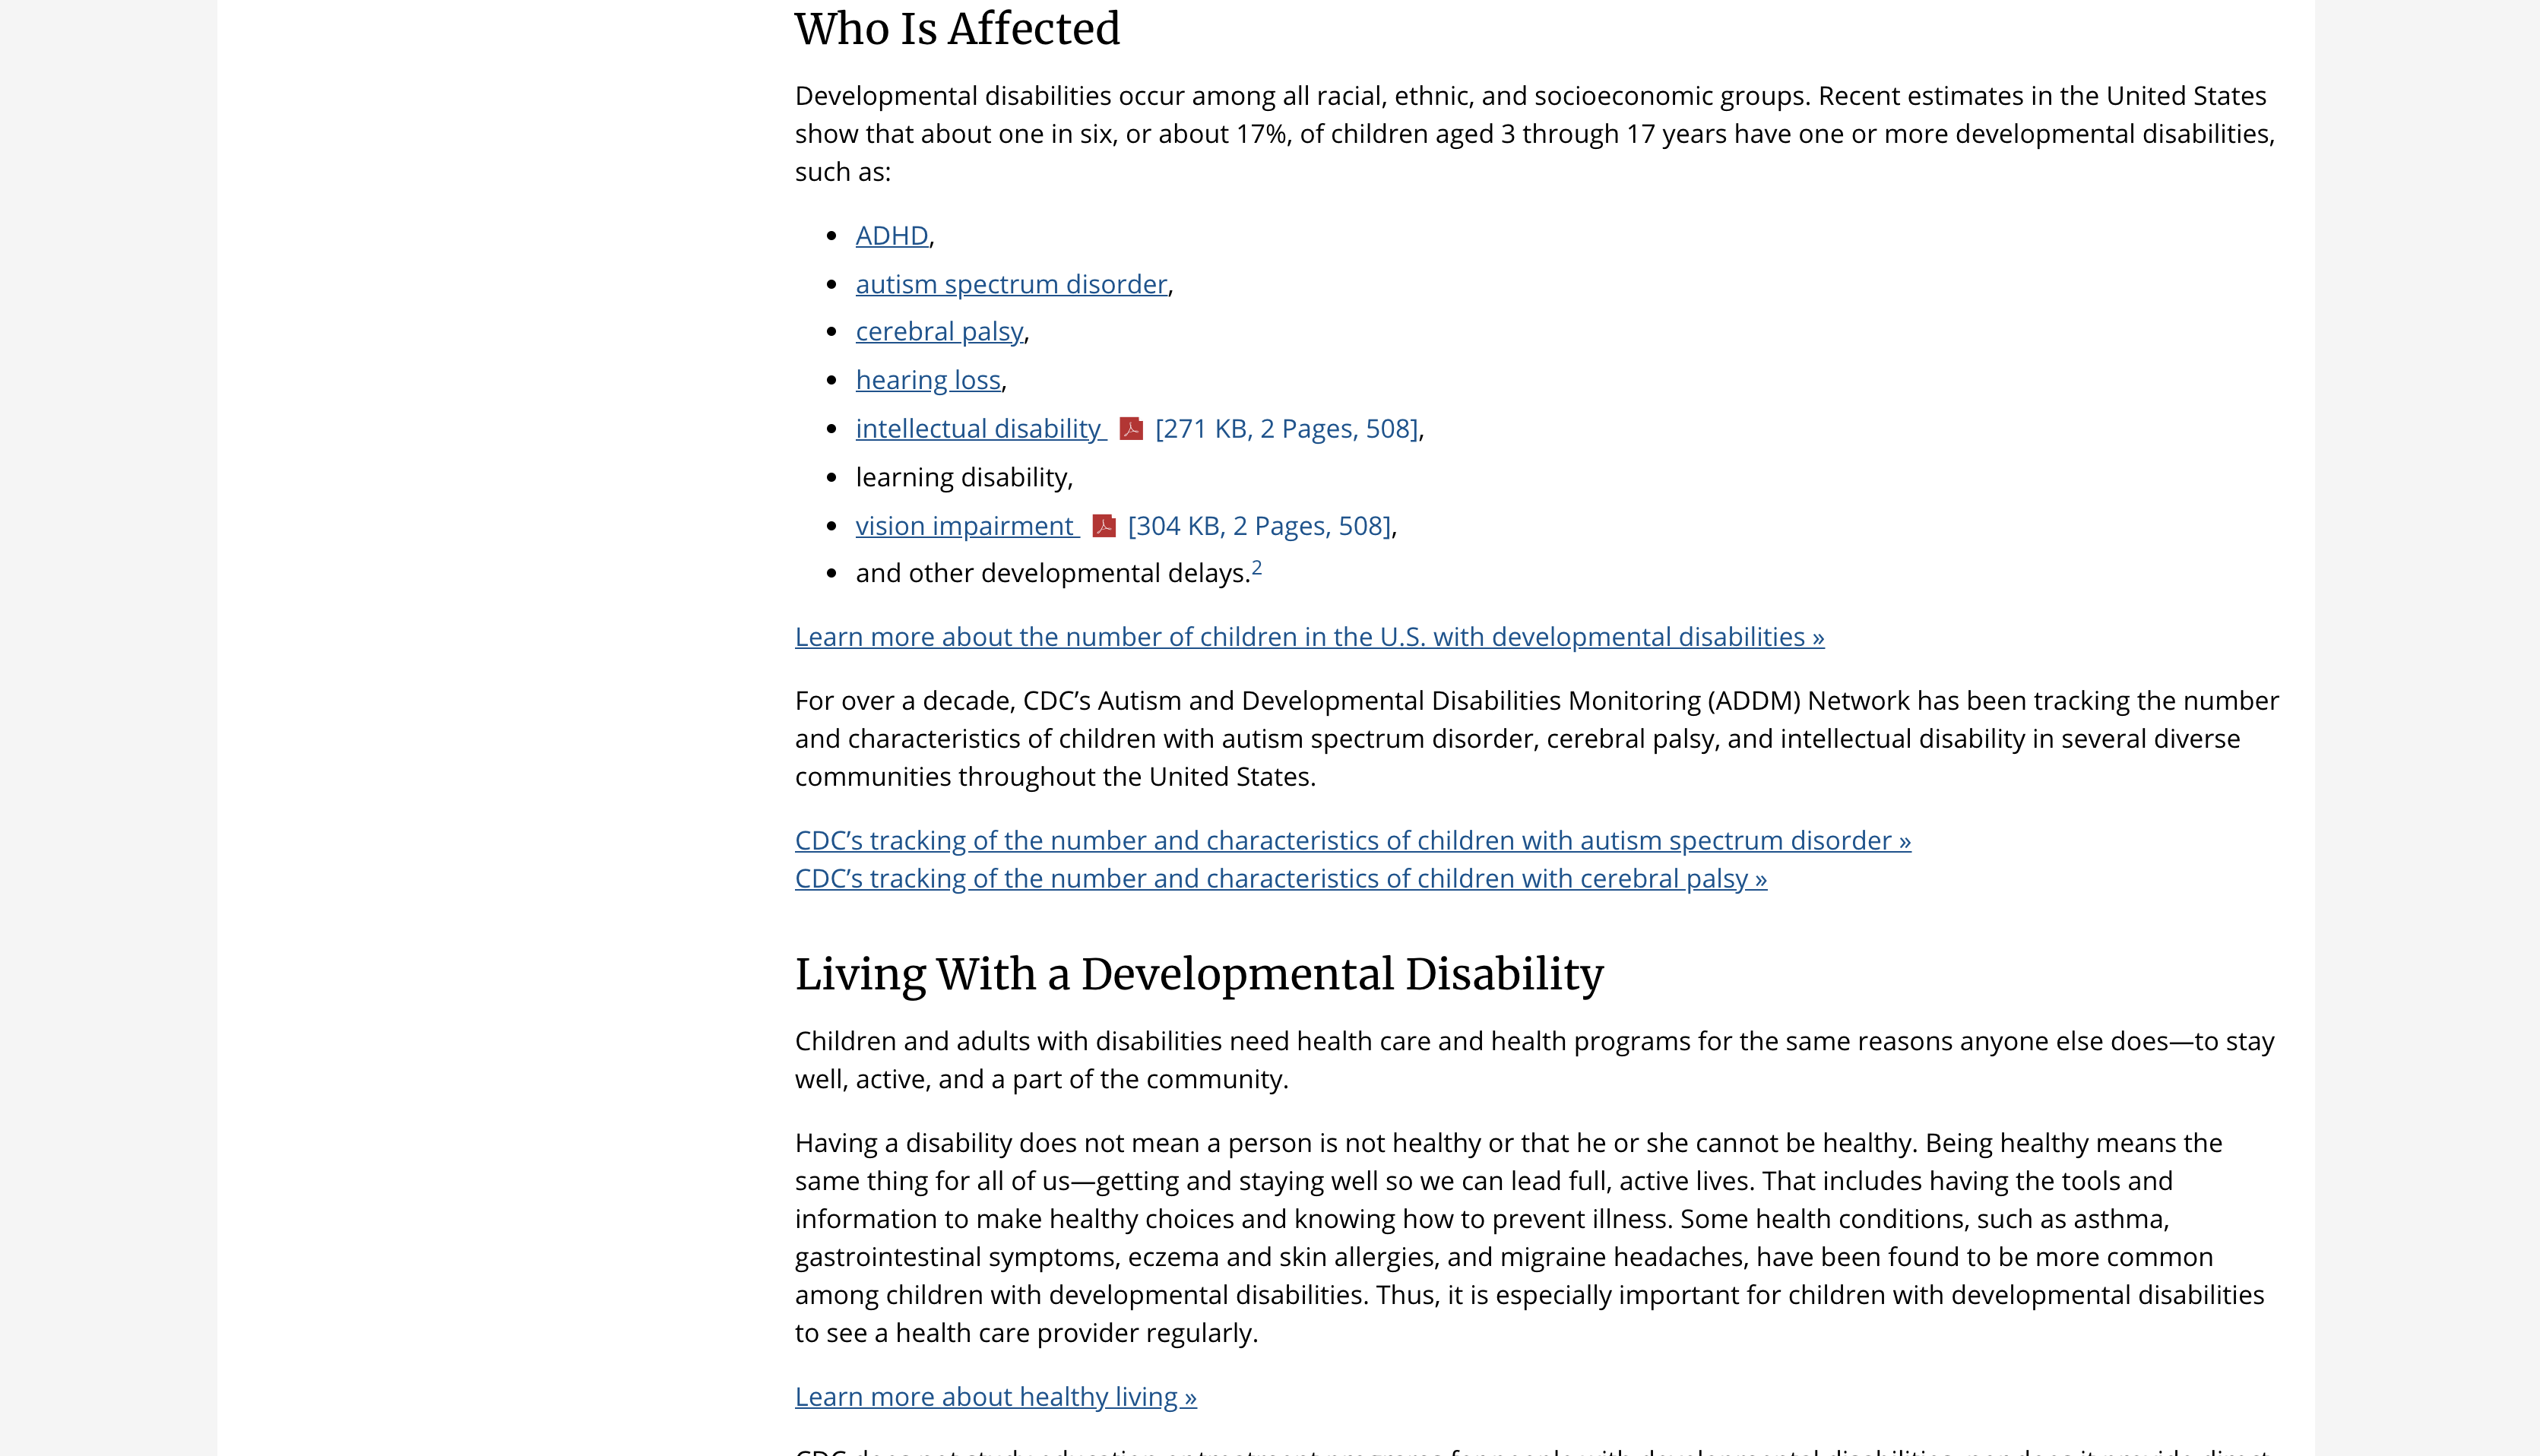 Who Is Affected
Developmental disabilities occur among all racial, ethnic, and socioeconomic groups. Recent estimates in the United States
show that about one in six, or about 17%, of children aged 3 through 17 years have one or more developmental disabilities,
such as:
• ADHD,
• autism spectrum disorder,
• cerebral palsy,
• hearing loss,
• intellectual disability [271 KB, 2 Pages, 508],
• learning disability,
• vision impairment [304 KB, 2 Pages, 508],
• and other developmental delays.2
Learn more about the number of children in the U.S. with developmental disabilities »
For over a decade, CDC’s Autism and Developmental Disabilities Monitoring (ADDM) Network has been tracking the number
and characteristics of children with autism spectrum disorder, cerebral palsy, and intellectual disability in several diverse
communities throughout the United States.
CDC’s tracking of the number and characteristics of children with autism spectrum disorder »
CDC’s tracking of the number and characteristics of children with cerebral palsy »
Living With a Developmental Disability
Children and adults with disabilities need health care and health programs for the same reasons anyone else does—to stay
well, active, and a part of the community.
Having a disability does not mean a person is not healthy or that he or she cannot be healthy. Being healthy means the
same thing for all of us—getting and staying well so we can lead full, active lives. That includes having the tools and
information to make healthy choices and knowing how to prevent illness. Some health conditions, such as asthma,
gastrointestinal symptoms, eczema and skin allergies, and migraine headaches, have been found to be more common
among children with developmental disabilities. Thus, it is especially important for children with developmental disabilities
to see a health care provider regularly.
Learn more about healthy living »